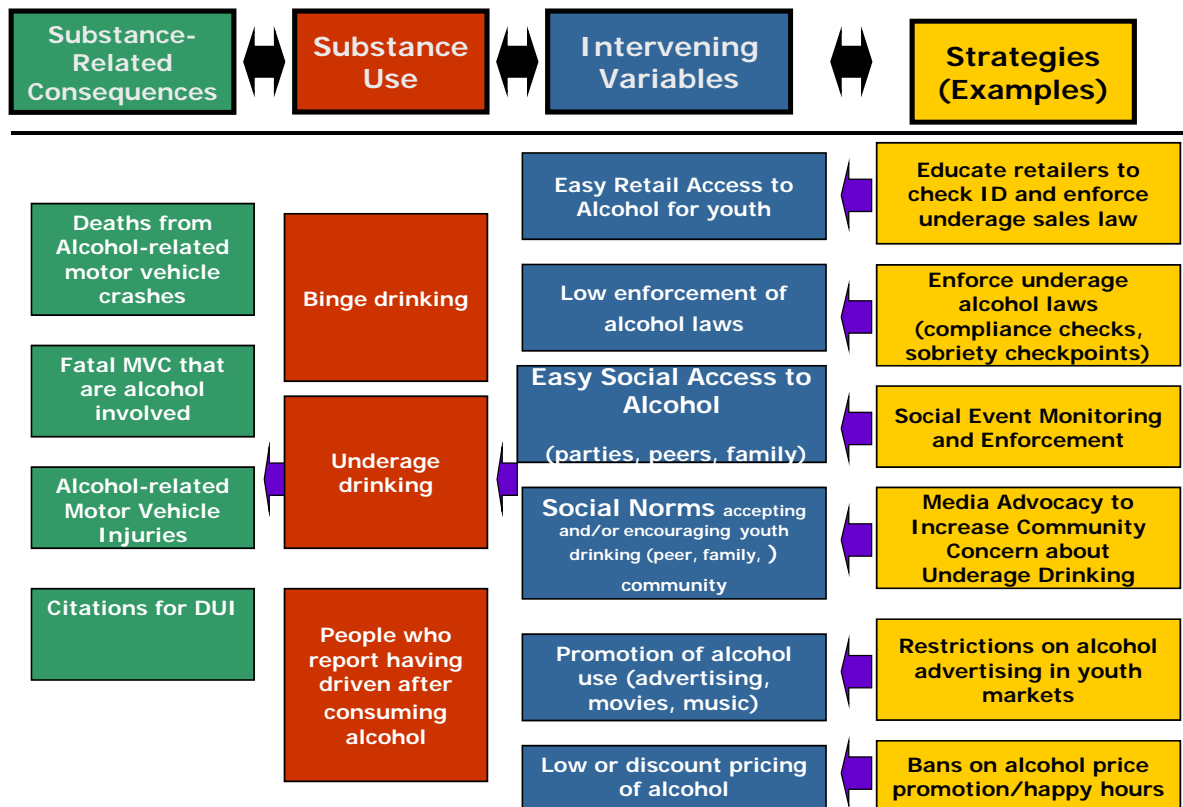 Substance-
Related
Consequences
Substance
Use
Intervening
Variables
Strategies
(Examples)
Deaths from
Alcohol-related
motor vehicle
crashes
Fatal MVC that
are alcohol
involved
Alcohol-related
Motor Vehicle
Injuries
Citations for DUI
Binge drinking
Underage
drinking
People who
report having
driven after
consuming
alcohol
Easy Retail Access to
Alcohol for youth
Low enforcement of
alcohol laws
Easy Social Access to
Alcohol
(parties, peers, family)
Social Norms accepting
and/or encouraging youth
drinking (peer, family, )
community
Promotion of alcohol
use (advertising,
movies, music)
Low or discount pricing
of alcohol
Educate retailers to
check ID and enforce
underage sales law
Enforce underage
alcohol laws
(compliance checks,
sobriety checkpoints)
Social Event Monitoring
and Enforcement
Media Advocacy to
Increase Community
Concern about
Underage Drinking
Restrictions on alcohol
advertising in youth
markets
Bans on alcohol price
promotion/happy hours